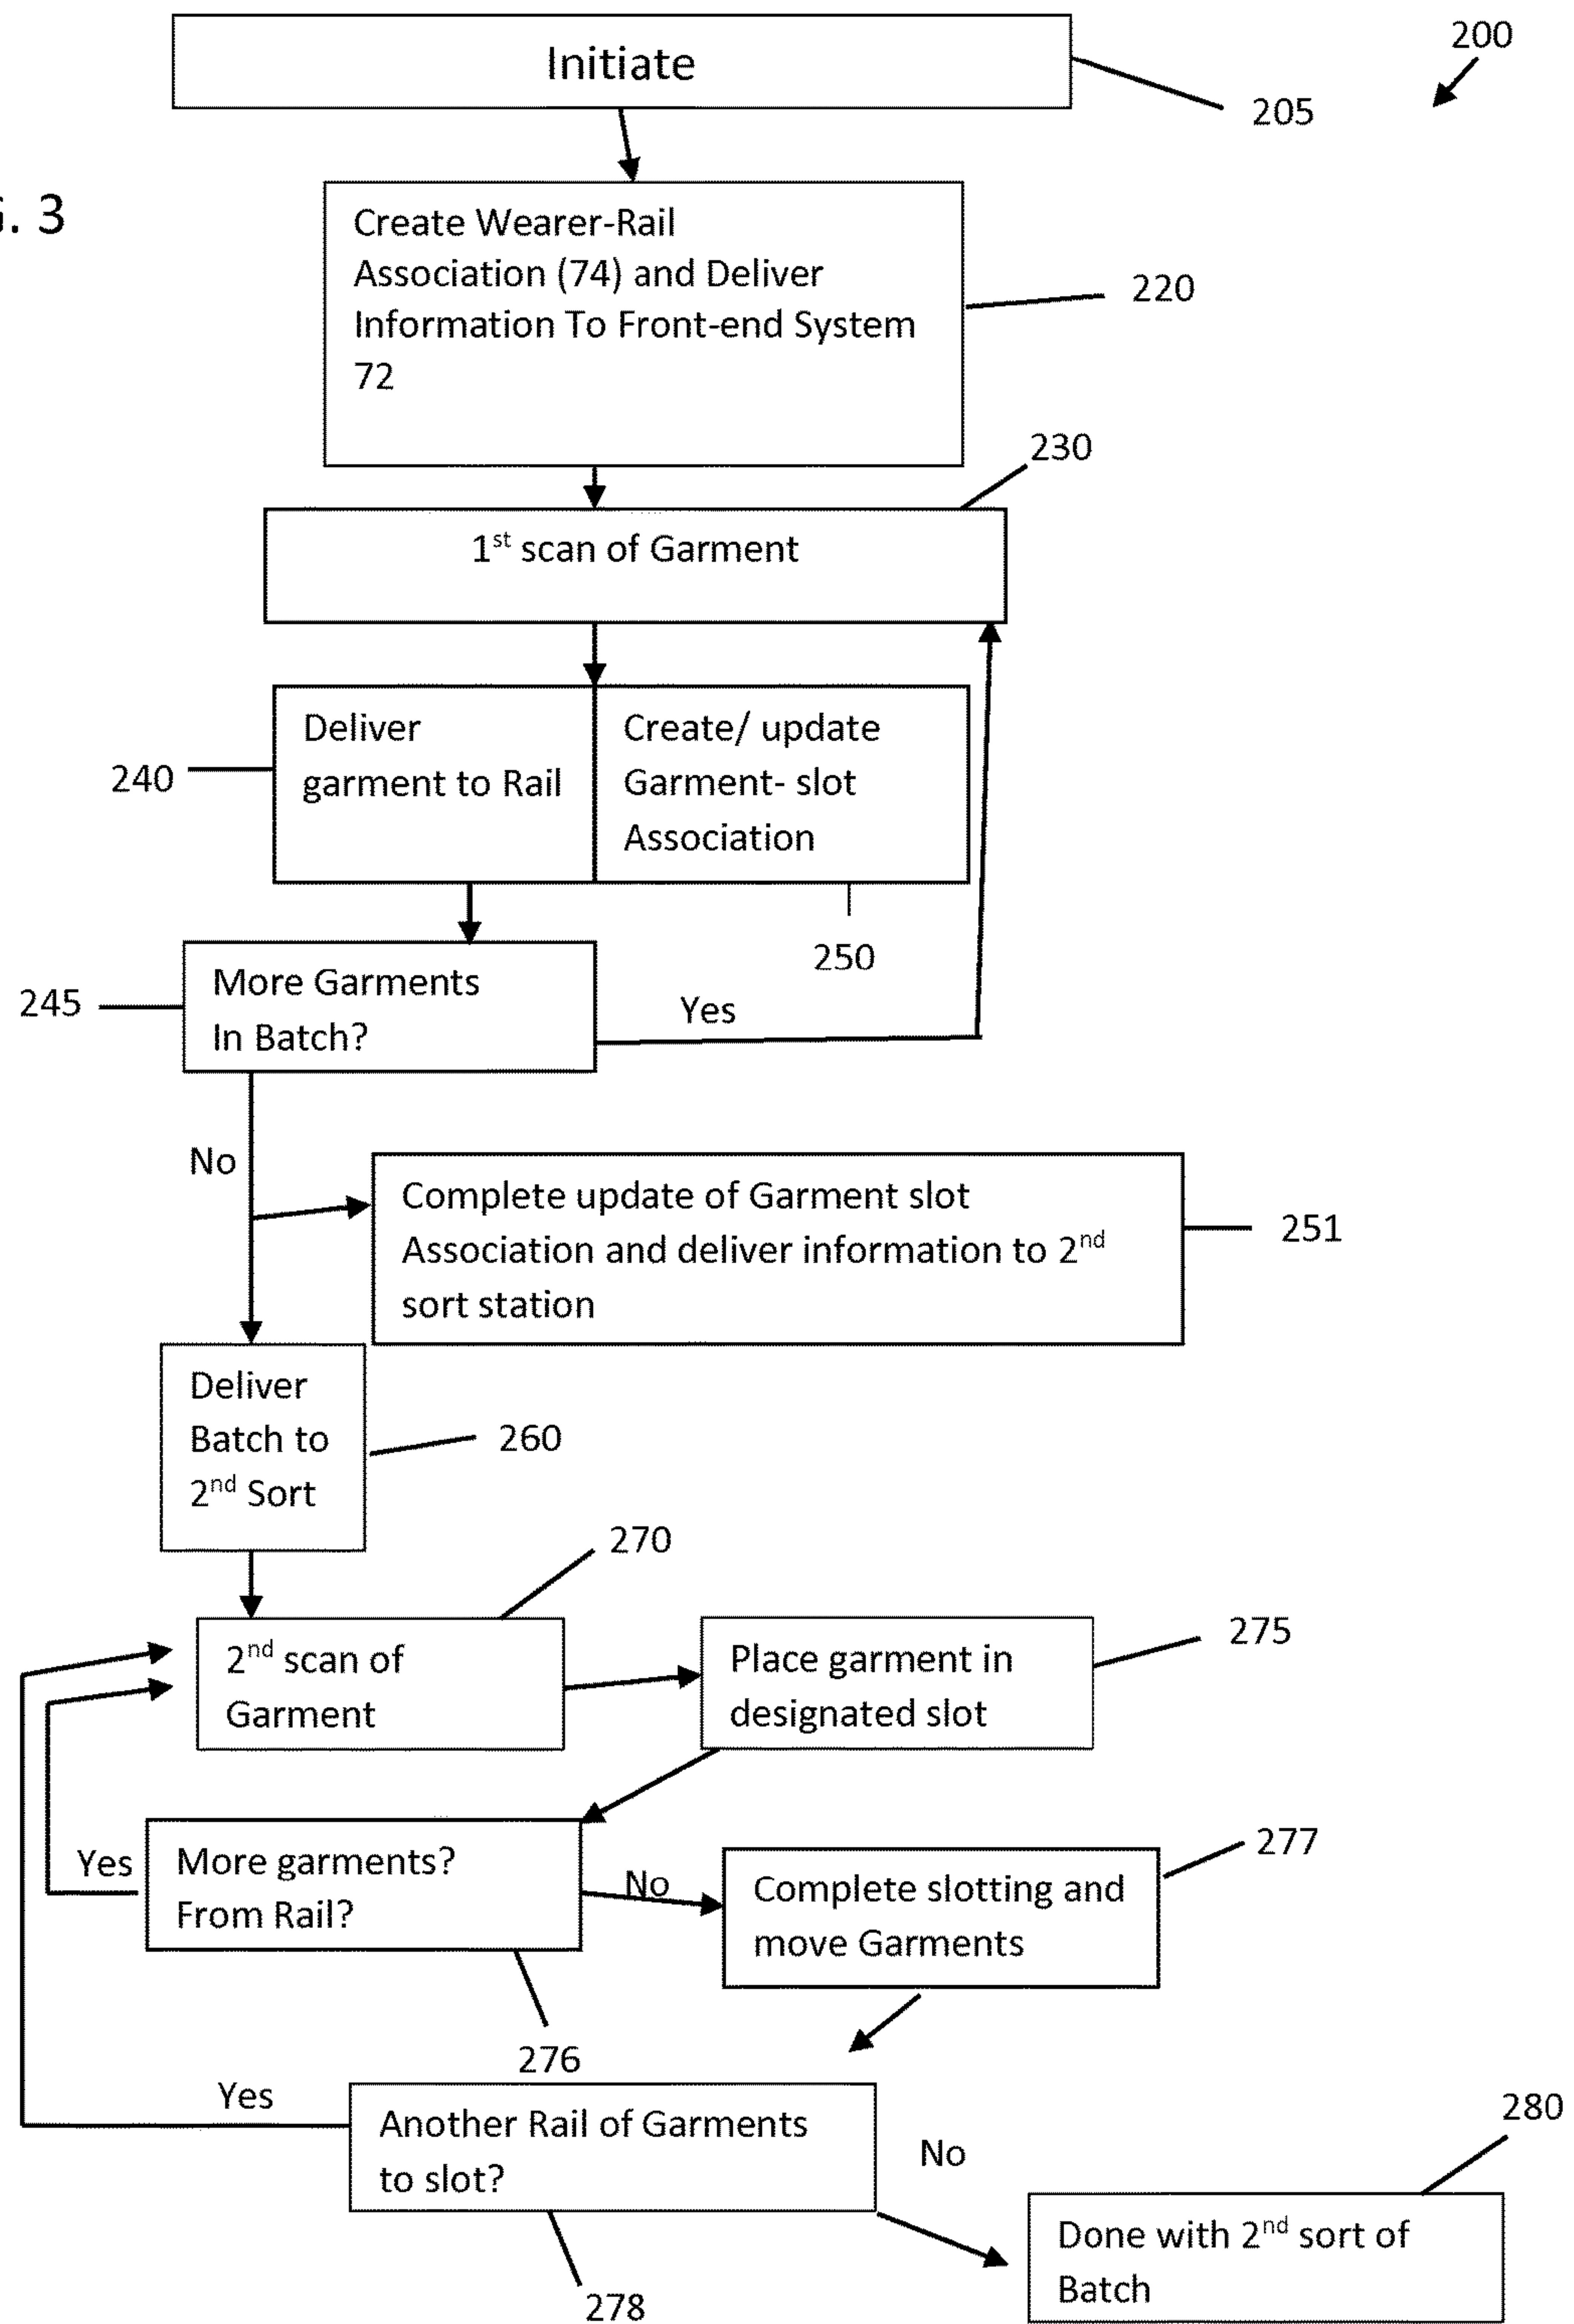 Initiate
200
205
G. 3
Create Wearer-Rail
Association (74) and Deliver
Information To Front-end System
72
220
230
1st scan of Garment
Deliver
garment to Rail
Create/ update
Garment- slot
Association
240
250
245
More Garments
In Batch?
Yes
No
Complete update of Garment slot
Association and deliver information to 2nd
sort station
251
Deliver
Batch to
2nd Sort
260
270
2nd scan of
Garment
Place garment in
designated slot
275
Yes
More garments?
From Rail?
No
Complete slotting and
move Garments
277
276
Yes
Another Rail of Garments
to slot?
No
280
Done with 2nd sort of
Batch
278